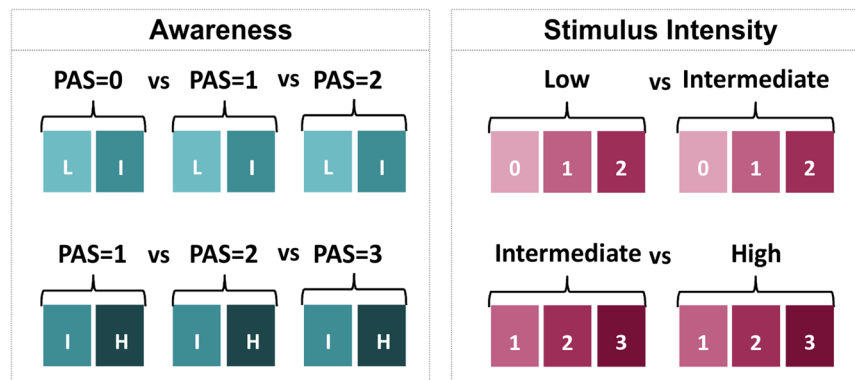 Awareness
PAS=0 vs PAS=1 vs PAS=2
L I L I L I
PAS=1 vs PAS=2 vs PAS=3
I H I H I H
Stimulus Intensity
Low vs Intermediate
0 1 2 0 1 2
Intermediate vs High
1 2 3 1 2 3